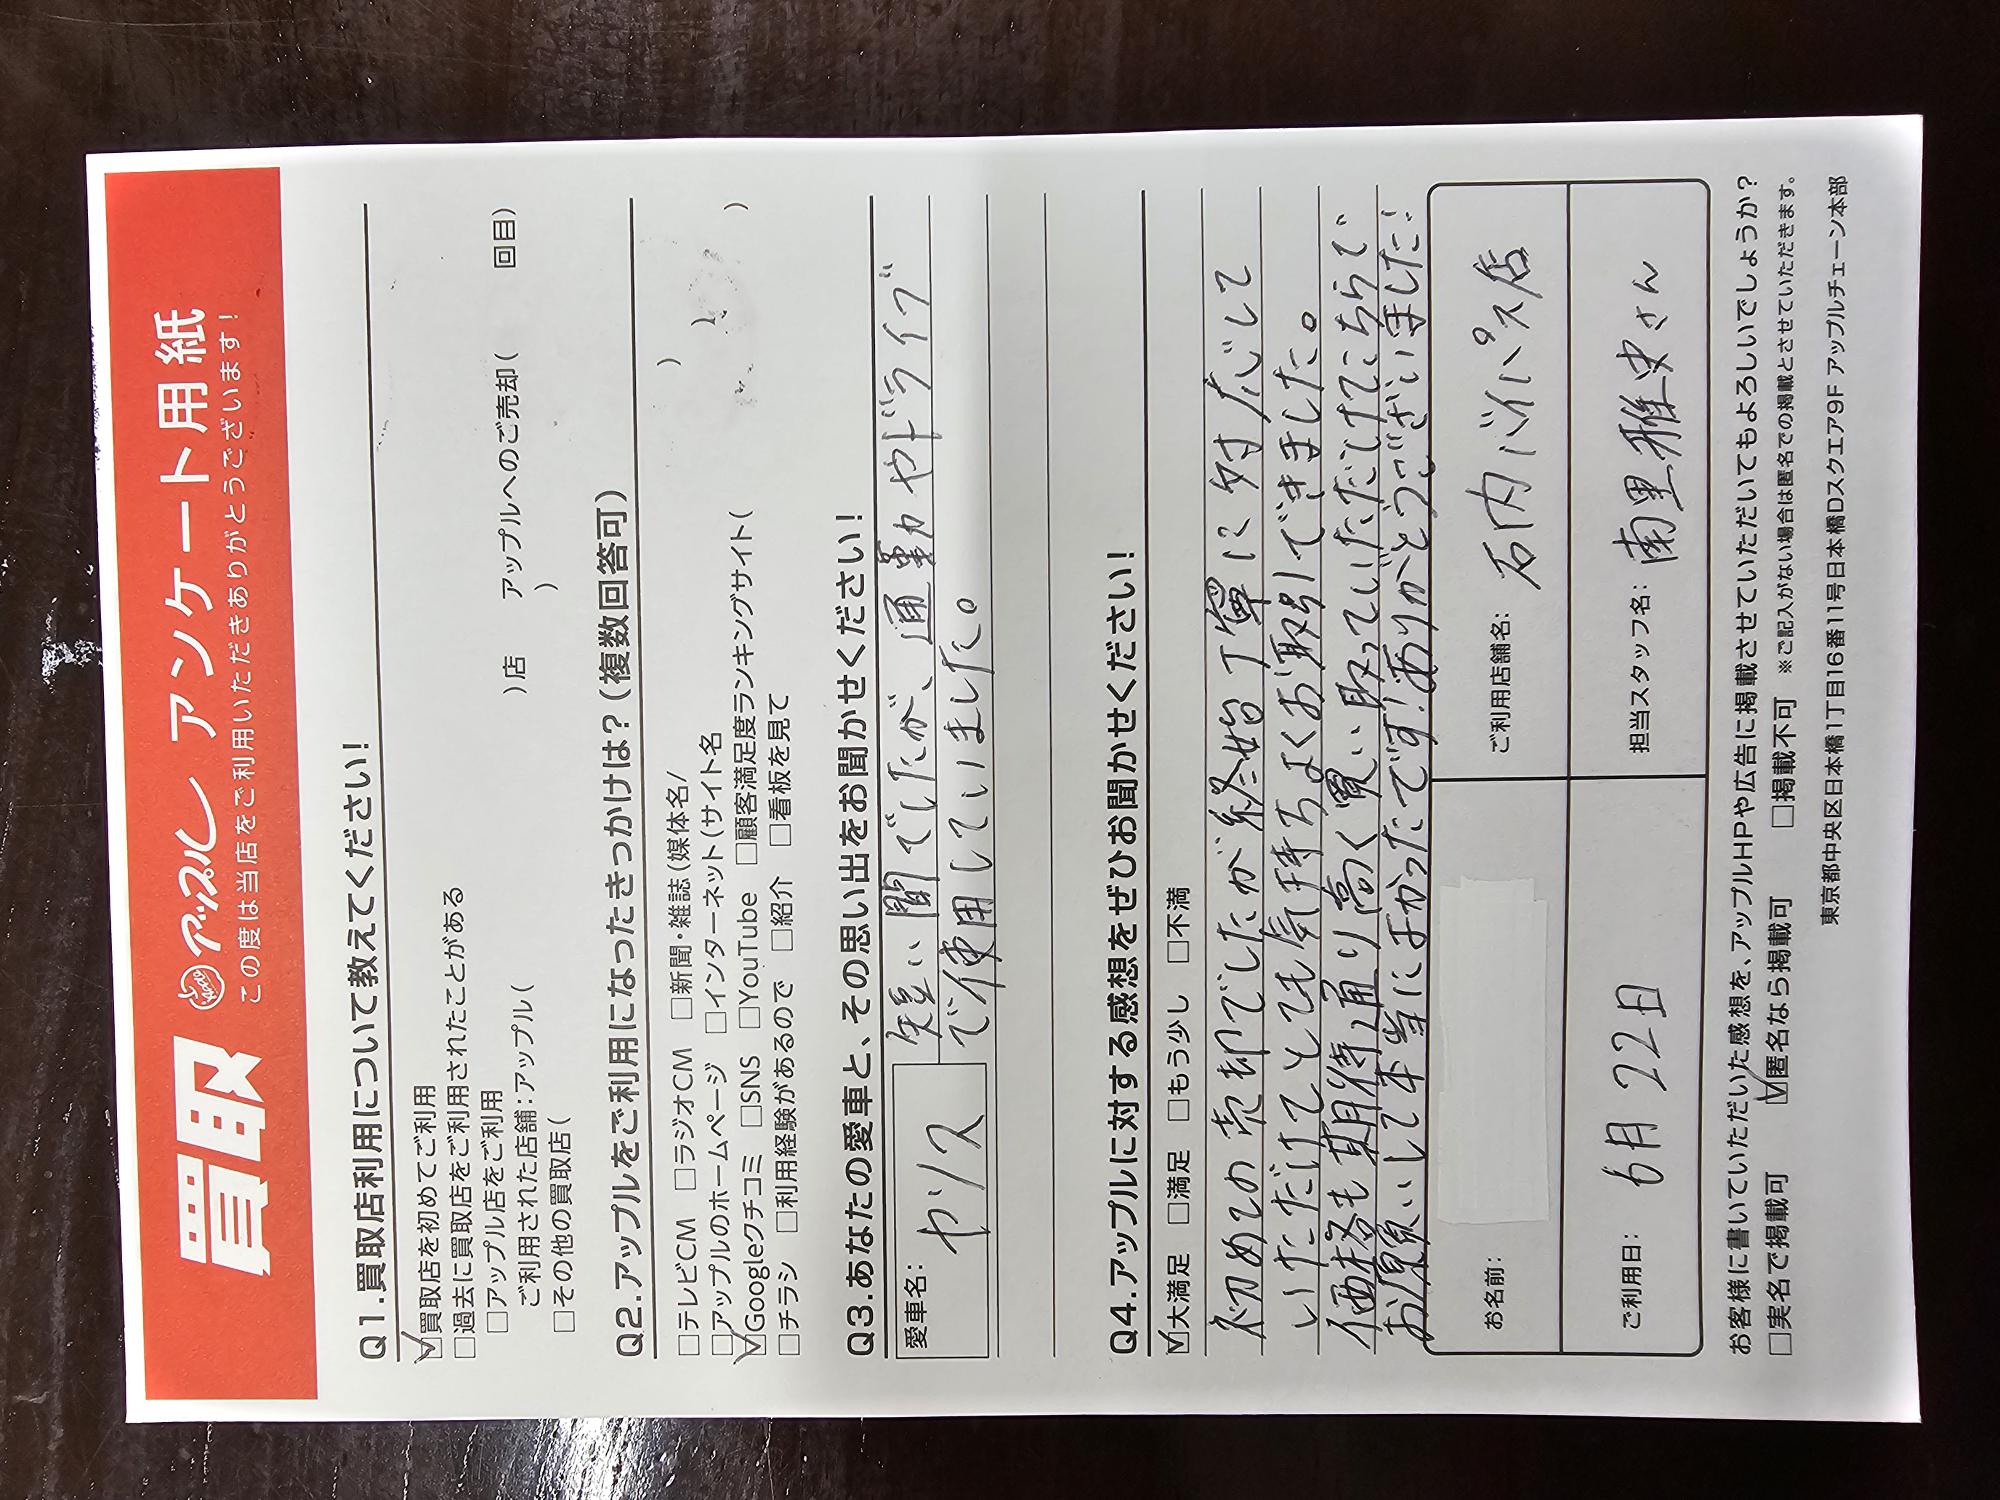 買取 アップル アンケート用紙
この度は当店をご利用いただきありがとうございます!
Q1.買取店利用について教えてください!
☑買取店を初めてご利用
□過去に買取店をご利用されたことがある
□アップル店をご利用
ご利用された店舗:アップル( )店 アップルへのご売却( 回目)
□その他の買取店( )
Q2.アップルをご利用になったきっかけは?(複数回答可)
□テレビCM □ラジオCM □新聞・雑誌(媒体名/ )
□アップルのホームページ □インターネット(サイト名 )
☑Googleクチコミ □SNS □YouTube □顧客満足度ランキングサイト( )
□チラシ □利用経験があるので □紹介 □看板を見て
Q3.あなたの愛車と、その思い出をお聞かせください!
愛車名: ヤリス
短い間でしたが、通勤やドライブ
で使用していました。
Q4.アップルに対する感想をぜひお聞かせください!
☑大満足 □満足 □もう少し □不満
初めての売却でしたが終始丁寧に対応して
いただけてとても気持ちよくお取引できました。
価格も期待通り高く買い取っていただけてこちらで
お願いして本当によかったです!ありがとうございました!
お名前:
ご利用店舗名: 石内バイパス店
ご利用日: 6月22日
担当スタッフ名: 南里雅史さん
お客様に書いていただいた感想を、アップルHPや広告に掲載させていただいてもよろしいでしょうか?
□実名で掲載可 ☑匿名なら掲載可 □掲載不可 ※ご記入がない場合は匿名での掲載とさせていただきます。
東京都中央区日本橋1丁目16番11号日本橋Dスクエア9F アップルチェーン本部